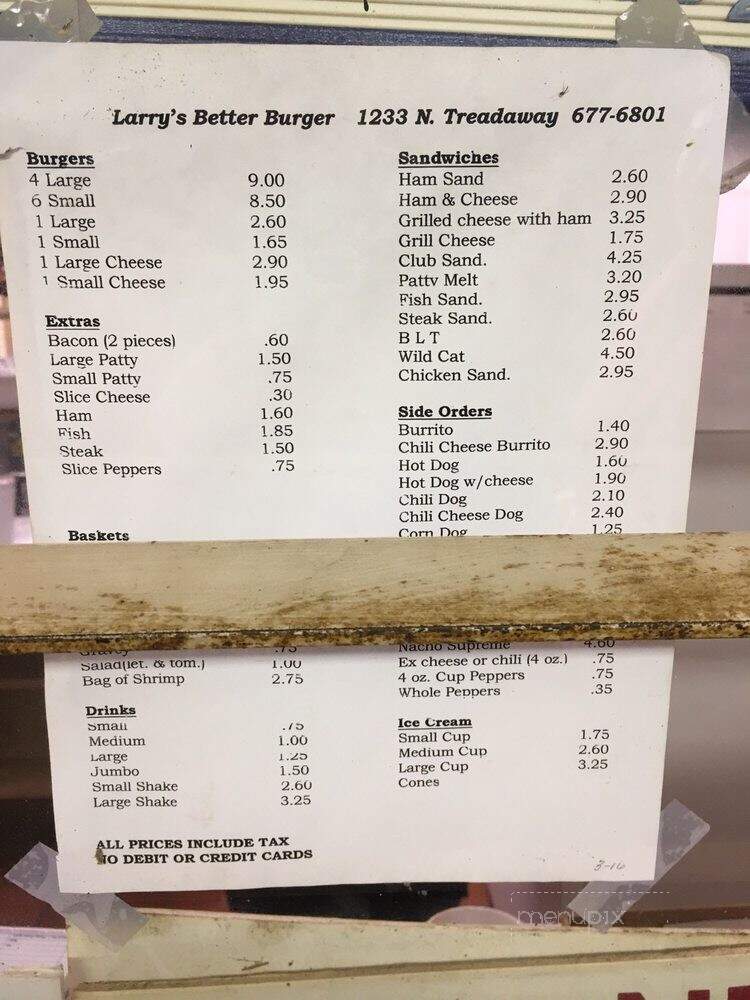 Larry's Better Burger 1233 N. Treadaway 677-6801
Burgers
4 Large 9.00
6 Small 8.50
1 Large 2.60
1 Small 1.65
1 Large Cheese 2.90
1 Small Cheese 1.95
Extras
Bacon (2 pieces) .60
Large Patty 1.50
Small Patty .75
Slice Cheese .30
Ham 1.60
Fish 1.85
Steak 1.50
Slice Peppers .75
Baskets
Gravy .75
Salad(let. & tom.) 1.00
Bag of Shrimp 2.75
Drinks
Small .75
Medium 1.00
Large 1.25
Jumbo 1.50
Small Shake 2.60
Large Shake 3.25
ALL PRICES INCLUDE TAX
NO DEBIT OR CREDIT CARDS
Sandwiches
Ham Sand 2.60
Ham & Cheese 2.90
Grilled cheese with ham 3.25
Grill Cheese 1.75
Club Sand. 4.25
Patty Melt 3.20
Fish Sand. 2.95
Steak Sand. 2.60
B L T 2.60
Wild Cat 4.50
Chicken Sand. 2.95
Side Orders
Burrito 1.40
Chili Cheese Burrito 2.90
Hot Dog 1.60
Hot Dog w/cheese 1.90
Chili Dog 2.10
Chili Cheese Dog 2.40
Corn Dog 1.25
Nacho Supreme 4.60
Ex cheese or chili (4 oz.) .75
4 oz. Cup Peppers .75
Whole Peppers .35
Ice Cream
Small Cup 1.75
Medium Cup 2.60
Large Cup 3.25
Cones
3-16
menupix